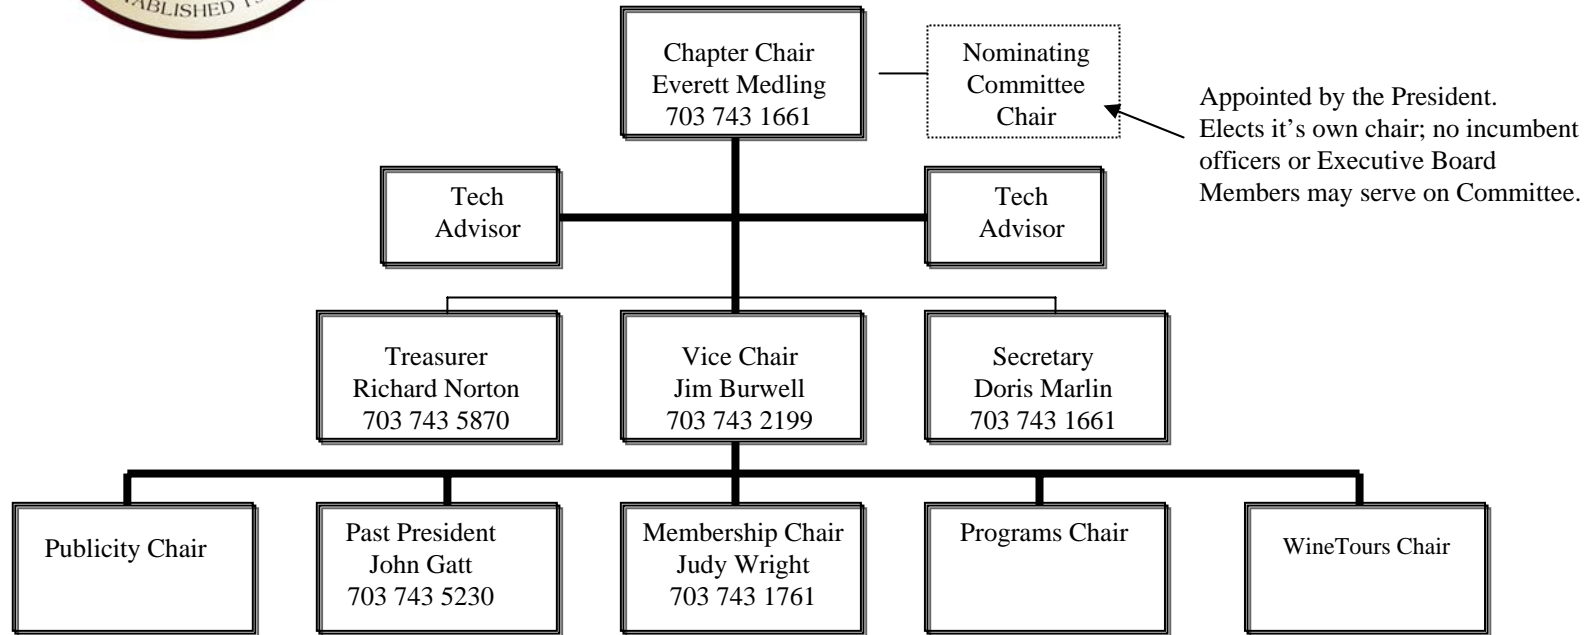 ESTABLISHED
Chapter Chair
Everett Medling
703 743 1661
Nominating
Committee
Chair
Appointed by the President.
Elects it’s own chair; no incumbent
officers or Executive Board
Members may serve on Committee.
Tech
Advisor
Tech
Advisor
Treasurer
Richard Norton
703 743 5870
Vice Chair
Jim Burwell
703 743 2199
Secretary
Doris Marlin
703 743 1661
Publicity Chair
Past President
John Gatt
703 743 5230
Membership Chair
Judy Wright
703 743 1761
Programs Chair
WineTours Chair